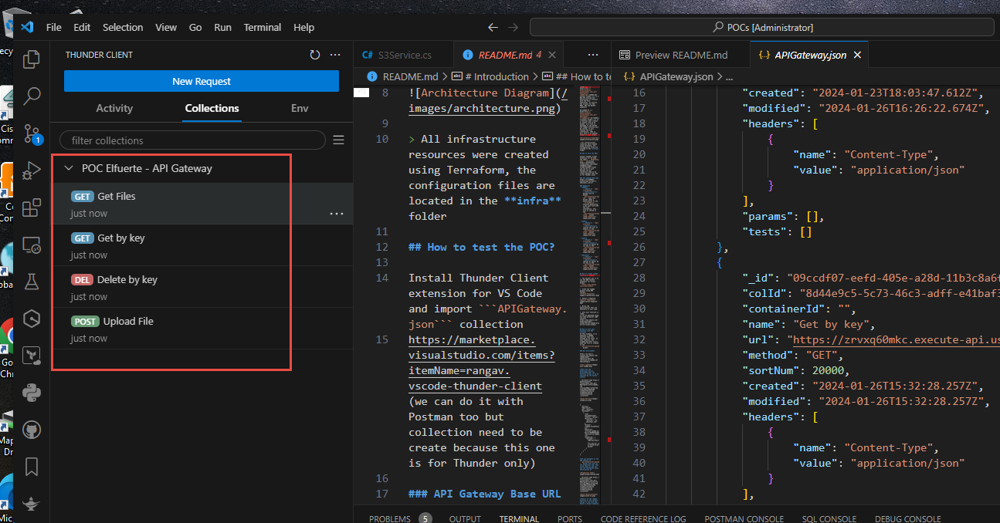 File Edit Selection View Go Run Terminal Help
POCs [Administrator]
THUNDER CLIENT
New Request
Activity Collections Env
filter collections
POC Elfuerte - API Gateway
GET Get Files
just now
GET Get by key
just now
DEL Delete by key
just now
POST Upload File
just now
1
C# S3Service.cs
README.md 4
README.md > # Introduction > ## How to te
8 ![Architecture Diagram](/
images/architecture.png)
9
10 > All infrastructure
resources were created
using Terraform, the
configuration files are
located in the **infra**
folder
11
12 ## How to test the POC?
13
14 Install Thunder Client
extension for VS Code
and import ```APIGateway.
json``` collection
15 https://marketplace.
visualstudio.com/items?
itemName=rangav.
vscode-thunder-client
(we can do it with
Postman too but
collection need to be
create because this one
is for Thunder only)
16
17 ### API Gateway Base URL
Preview README.md
{..} APIGateway.json
{..} APIGateway.json > ...
16 "created": "2024-01-23T18:03:47.612Z",
17 "modified": "2024-01-26T16:26:22.674Z",
18 "headers": [
19 {
20 "name": "Content-Type",
21 "value": "application/json"
22 }
23 ],
24 "params": [],
25 "tests": []
26 },
27 {
28 "_id": "09ccdf07-eefd-405e-a28d-11b3c8a6f
29 "colId": "8d44e9c5-5c73-46c3-adff-e41baf3
30 "containerId": "",
31 "name": "Get by key",
32 "url": "https://zrvxq60mkc.execute-api.us
33 "method": "GET",
34 "sortNum": 20000,
35 "created": "2024-01-26T15:32:28.257Z",
36 "modified": "2024-01-26T15:32:28.257Z",
37 "headers": [
38 {
39 "name": "Content-Type",
40 "value": "application/json"
41 }
42 ],
PROBLEMS 5 OUTPUT TERMINAL PORTS CODE REFERENCE LOG POSTMAN CONSOLE SQL CONSOLE DEBUG CONSOLE